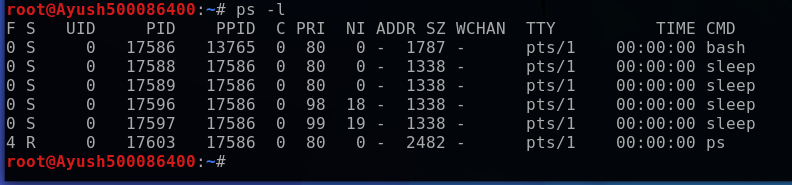 root@Ayush500086400:~# ps -l
F S   UID     PID    PPID  C PRI  NI ADDR SZ WCHAN  TTY          TIME CMD
0 S     0   17586   13765  0  80   0 -  1787 -      pts/1    00:00:00 bash
0 S     0   17588   17586  0  80   0 -  1338 -      pts/1    00:00:00 sleep
0 S     0   17589   17586  0  80   0 -  1338 -      pts/1    00:00:00 sleep
0 S     0   17596   17586  0  98  18 -  1338 -      pts/1    00:00:00 sleep
0 S     0   17597   17586  0  99  19 -  1338 -      pts/1    00:00:00 sleep
4 R     0   17603   17586  0  80   0 -  2482 -      pts/1    00:00:00 ps
root@Ayush500086400:~#